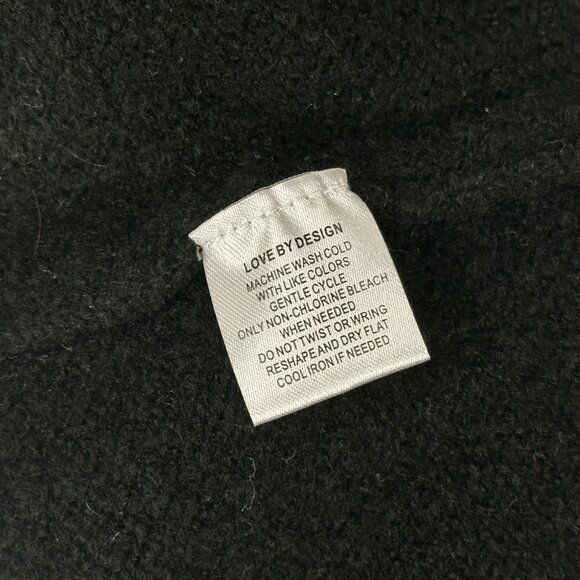 LOVE BY DESIGN
MACHINE WASH COLD
WITH LIKE COLORS
GENTLE CYCLE
ONLY NON-CHLORINE BLEACH
WHEN NEEDED
DO NOT TWIST OR WRING
RESHAPE AND DRY FLAT
COOL IRON IF NEEDED